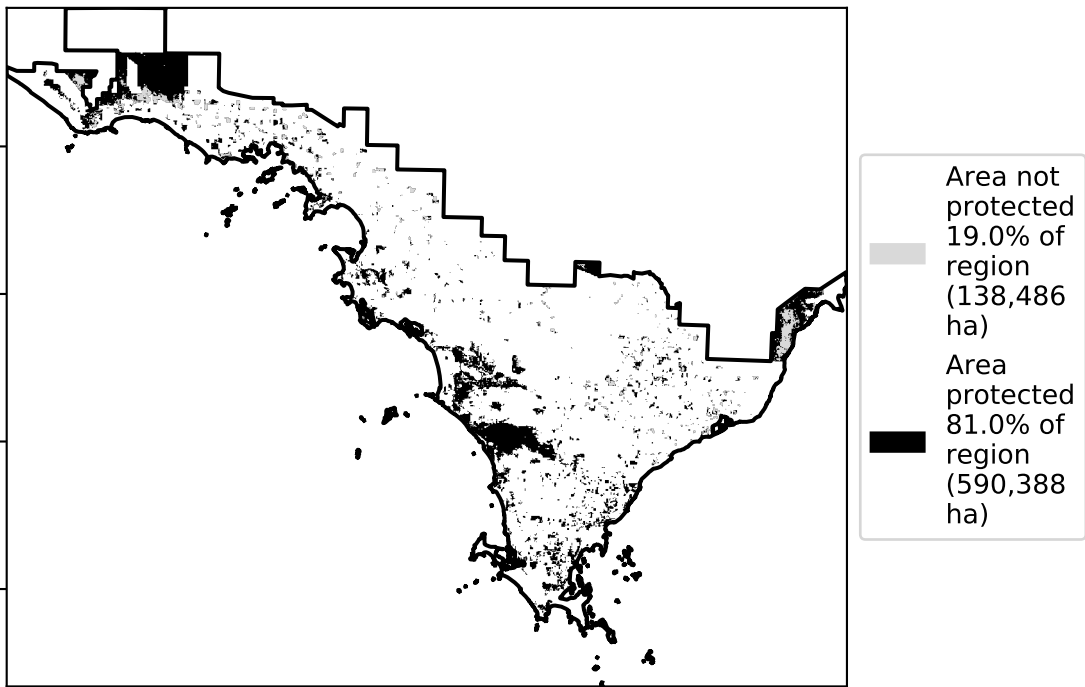 Area not
protected
19.0% of
region
(138,486
ha)
Area
protected
81.0% of
region
(590,388
ha)